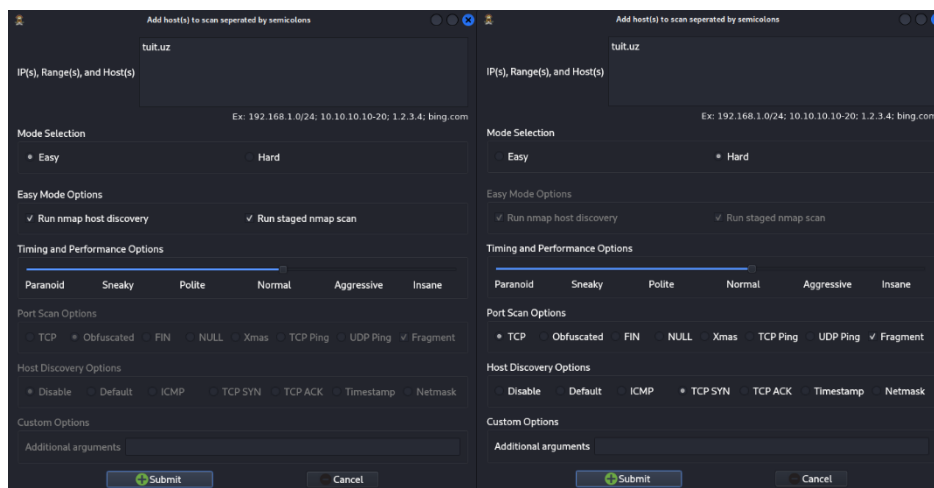 Add host(s) to scan seperated by semicolons
IP(s), Range(s), and Host(s)
tuit.uz
Ex: 192.168.1.0/24; 10.10.10.10-20; 1.2.3.4; bing.com
Mode Selection
Easy Hard
Easy Mode Options
Run nmap host discovery Run staged nmap scan
Timing and Performance Options
Paranoid Sneaky Polite Normal Aggressive Insane
Port Scan Options
TCP Obfuscated FIN NULL Xmas TCP Ping UDP Ping Fragment
Host Discovery Options
Disable Default ICMP TCP SYN TCP ACK Timestamp Netmask
Custom Options
Additional arguments
Submit Cancel
Add host(s) to scan seperated by semicolons
IP(s), Range(s), and Host(s)
tuit.uz
Ex: 192.168.1.0/24; 10.10.10.10-20; 1.2.3.4; bing.com
Mode Selection
Easy Hard
Easy Mode Options
Run nmap host discovery Run staged nmap scan
Timing and Performance Options
Paranoid Sneaky Polite Normal Aggressive Insane
Port Scan Options
TCP Obfuscated FIN NULL Xmas TCP Ping UDP Ping Fragment
Host Discovery Options
Disable Default ICMP TCP SYN TCP ACK Timestamp Netmask
Custom Options
Additional arguments
Submit Cancel